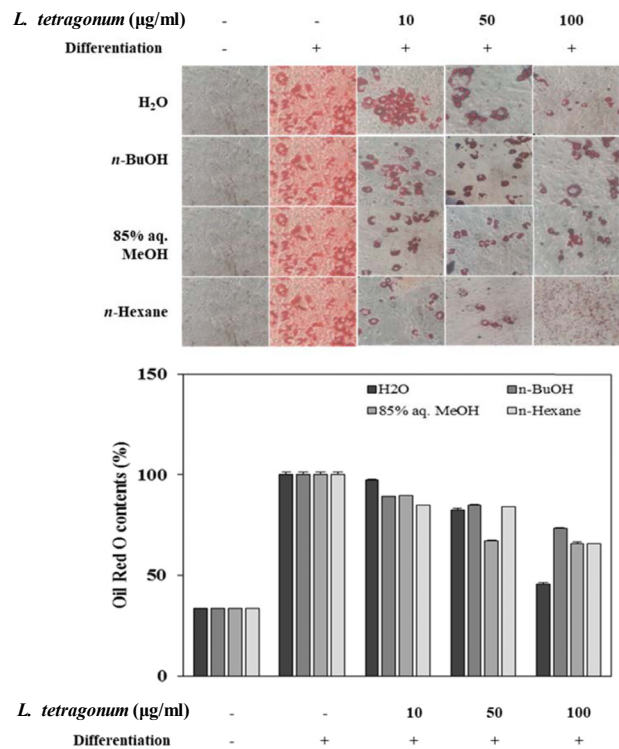 L. tetragonum (μg/ml) - - 10 50 100
Differentiation - + + + +
H₂O
n-BuOH
85% aq.
MeOH
n-Hexane
150
100
50
0
Oil Red O contents (%)
H2O n-BuOH
85% aq. MeOH n-Hexane
L. tetragonum (μg/ml) - - 10 50 100
Differentiation - + + + +